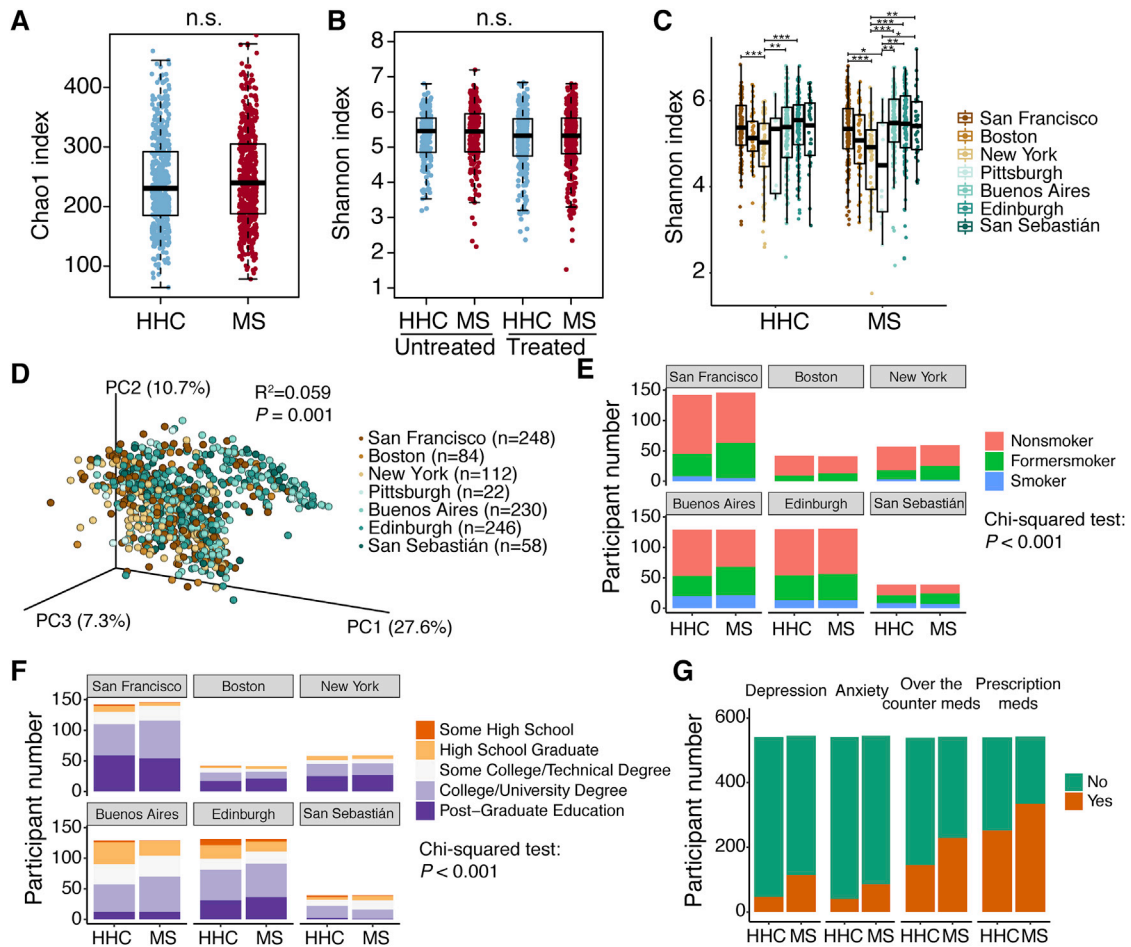 A
n.s.
Chao1 index
400
300
200
100
HHC MS
B
n.s.
Shannon index
8
7
6
5
4
3
2
1
HHC MS HHC MS
Untreated Treated
C
Shannon index
6
4
2
*** ** *** * *** ** ** * *** *** **
HHC MS
San Francisco
Boston
New York
Pittsburgh
Buenos Aires
Edinburgh
San Sebastián
D
PC2 (10.7%)
R²=0.059
P = 0.001
San Francisco (n=248)
Boston (n=84)
New York (n=112)
Pittsburgh (n=22)
Buenos Aires (n=230)
Edinburgh (n=246)
San Sebastián (n=58)
PC3 (7.3%)
PC1 (27.6%)
E
Participant number
San Francisco Boston New York
150
100
50
0
Buenos Aires Edinburgh San Sebastián
150
100
50
0
HHC MS HHC MS HHC MS
Nonsmoker
Formersmoker
Smoker
Chi-squared test:
P < 0.001
F
Participant number
San Francisco Boston New York
150
100
50
0
Buenos Aires Edinburgh San Sebastián
150
100
50
0
HHC MS HHC MS HHC MS
Some High School
High School Graduate
Some College/Technical Degree
College/University Degree
Post–Graduate Education
Chi-squared test:
P < 0.001
G
Participant number
Depression Anxiety Over the counter meds Prescription meds
600
400
200
0
HHC MS HHC MS HHC MS HHC MS
No
Yes